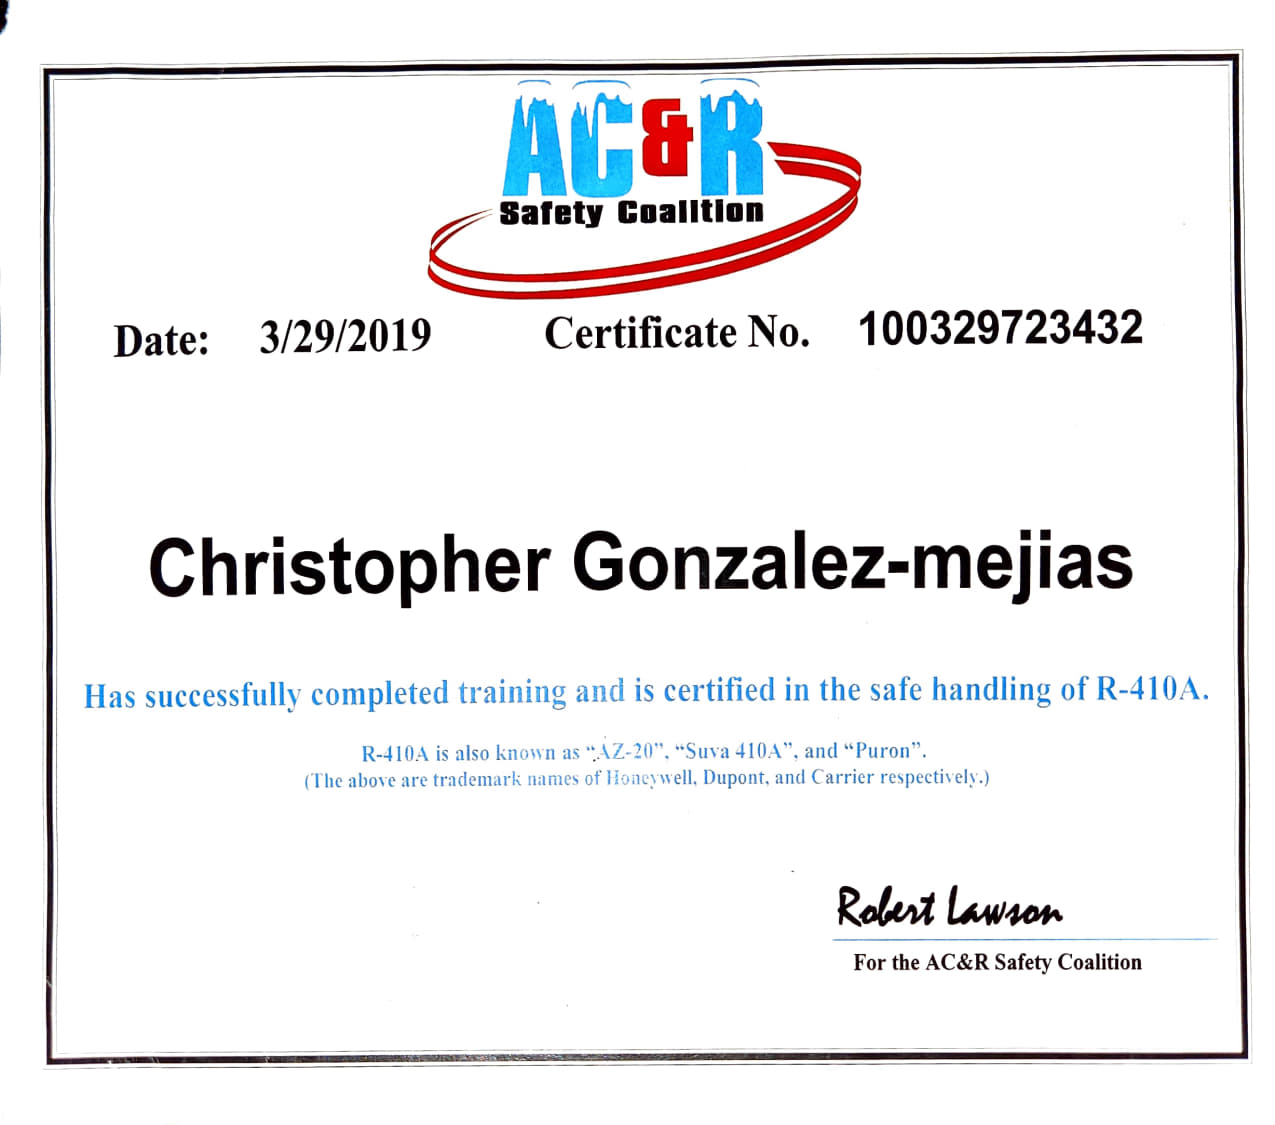 AC&R
Safety Coalition
Date: 3/29/2019 Certificate No. 100329723432
Christopher Gonzalez-mejias
Has successfully completed training and is certified in the safe handling of R-410A.
R-410A is also known as “AZ-20”, “Suva 410A”, and “Puron”.
(The above are trademark names of Honeywell, Dupont, and Carrier respectively.)
Robert Lawson
For the AC&R Safety Coalition